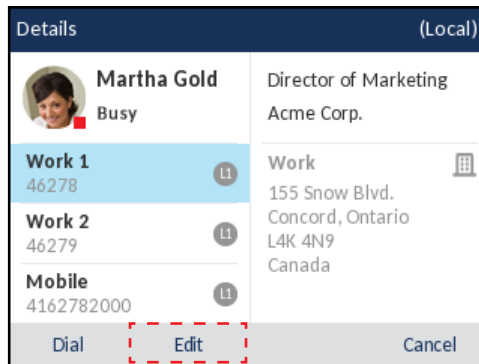 Details (Local)
Martha Gold
Busy
Director of Marketing
Acme Corp.
Work 1
46278
L1
Work 2
46279
L1
Mobile
4162782000
L1
Work
155 Snow Blvd.
Concord, Ontario
L4K 4N9
Canada
Dial Edit Cancel